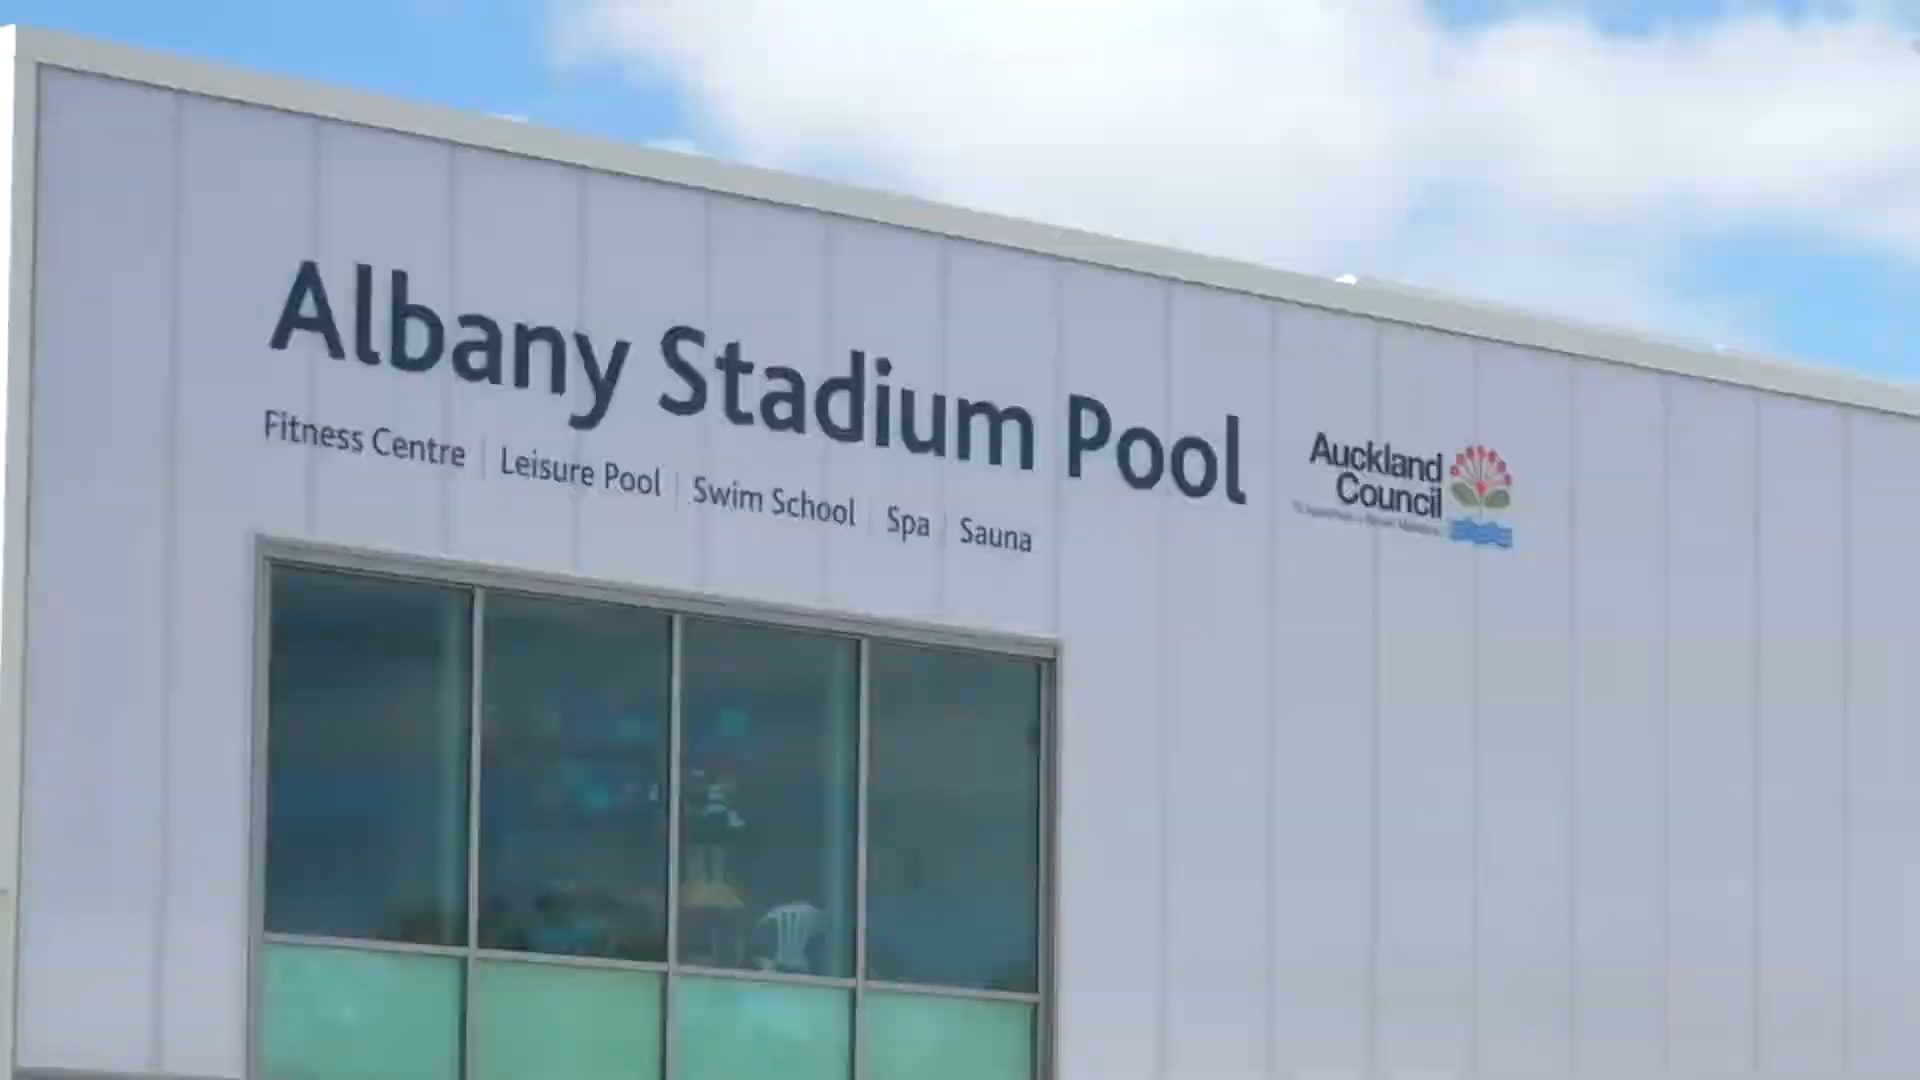 Albany Stadium Pool
Fitness Centre | Leisure Pool | Swim School | Spa | Sauna
Auckland
Council